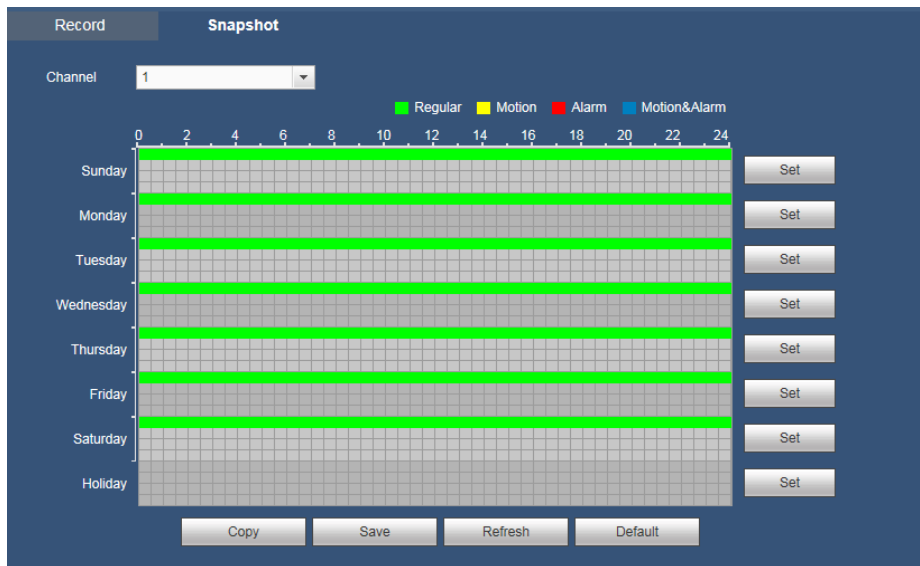 Record Snapshot
Channel 1
Regular Motion Alarm Motion&Alarm
0 2 4 6 8 10 12 14 16 18 20 22 24
Sunday Set
Monday Set
Tuesday Set
Wednesday Set
Thursday Set
Friday Set
Saturday Set
Holiday Set
Copy Save Refresh Default